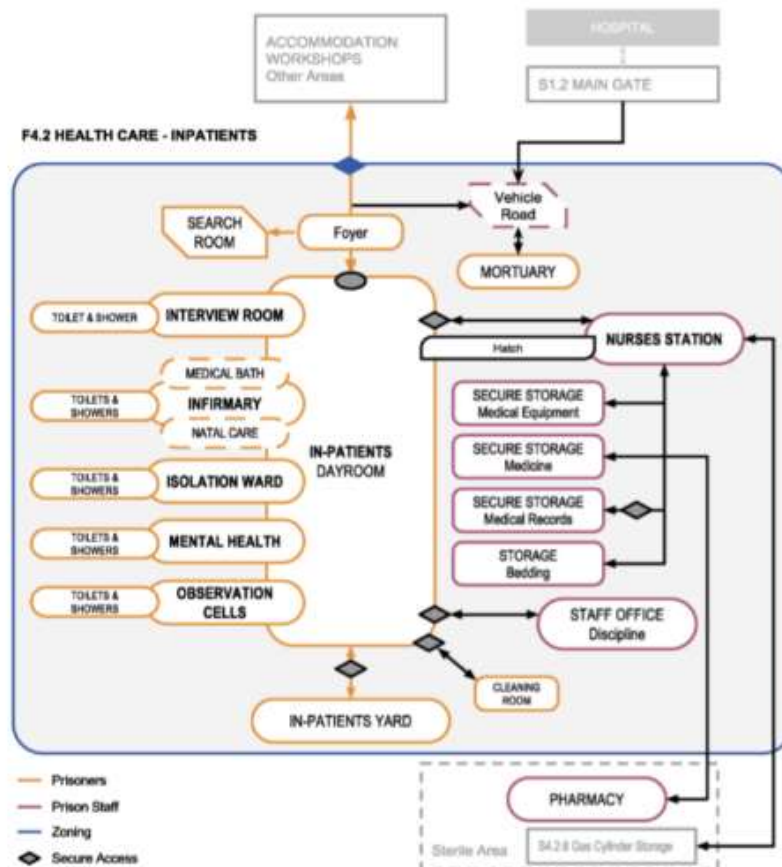 HOSPITAL
ACCOMMODATION
WORKSHOPS
Other Areas
S1.2 MAIN GATE
F4.2 HEALTH CARE - INPATIENTS
Vehicle
Road
SEARCH
ROOM
Foyer
MORTUARY
TOILET & SHOWER
INTERVIEW ROOM
NURSES STATION
Hatch
MEDICAL BATH
TOILETS &
SHOWERS
INFIRMARY
NATAL CARE
SECURE STORAGE
Medical Equipment
IN-PATIENTS
DAYROOM
SECURE STORAGE
Medicine
TOILETS &
SHOWERS
ISOLATION WARD
SECURE STORAGE
Medical Records
TOILETS &
SHOWERS
MENTAL HEALTH
STORAGE
Bedding
TOILETS &
SHOWERS
OBSERVATION
CELLS
STAFF OFFICE
Discipline
CLEANING
ROOM
IN-PATIENTS YARD
Prisoners
Prison Staff
Zoning
Secure Access
PHARMACY
Sterile Area
S4.2.6 Gas Cylinder Storage